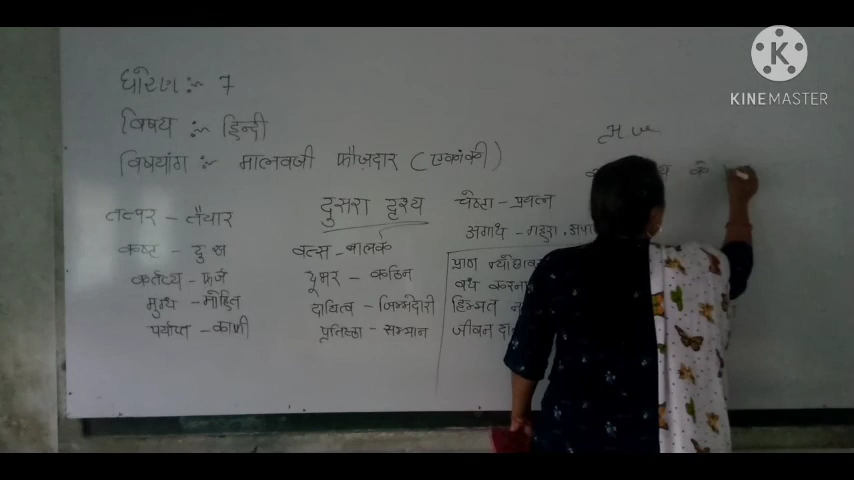 KINEMASTER
धोरण :- 7
विषय :- हिन्दी
विषयांग :- मालवजी फौज़दार (एकांकी)
दुसरा दृश्य
तत्पर - तैयार
कष्ट - दुःख
कर्तव्य - फर्ज
मुग्ध - मोहित
पर्याप्त - काफी
वत्स - बालक
दूभर - कठिन
दायित्व - जिम्मेदारी
प्रतिष्ठा - सम्मान
चेष्टा - प्रयत्न
अगाध - गहरा, अपा
प्राण न्योछाव
वध करना
हिम्मत न
जीवन दान
के